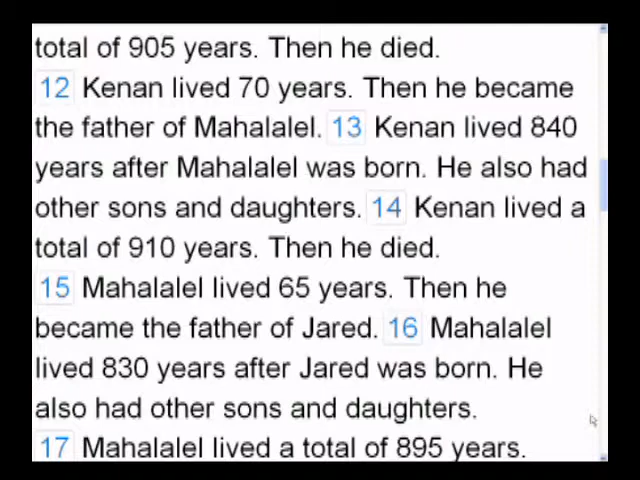 total of 905 years. Then he died.
12 Kenan lived 70 years. Then he became
the father of Mahalalel. 13 Kenan lived 840
years after Mahalalel was born. He also had
other sons and daughters. 14 Kenan lived a
total of 910 years. Then he died.
15 Mahalalel lived 65 years. Then he
became the father of Jared. 16 Mahalalel
lived 830 years after Jared was born. He
also had other sons and daughters.
17 Mahalalel lived a total of 895 years.